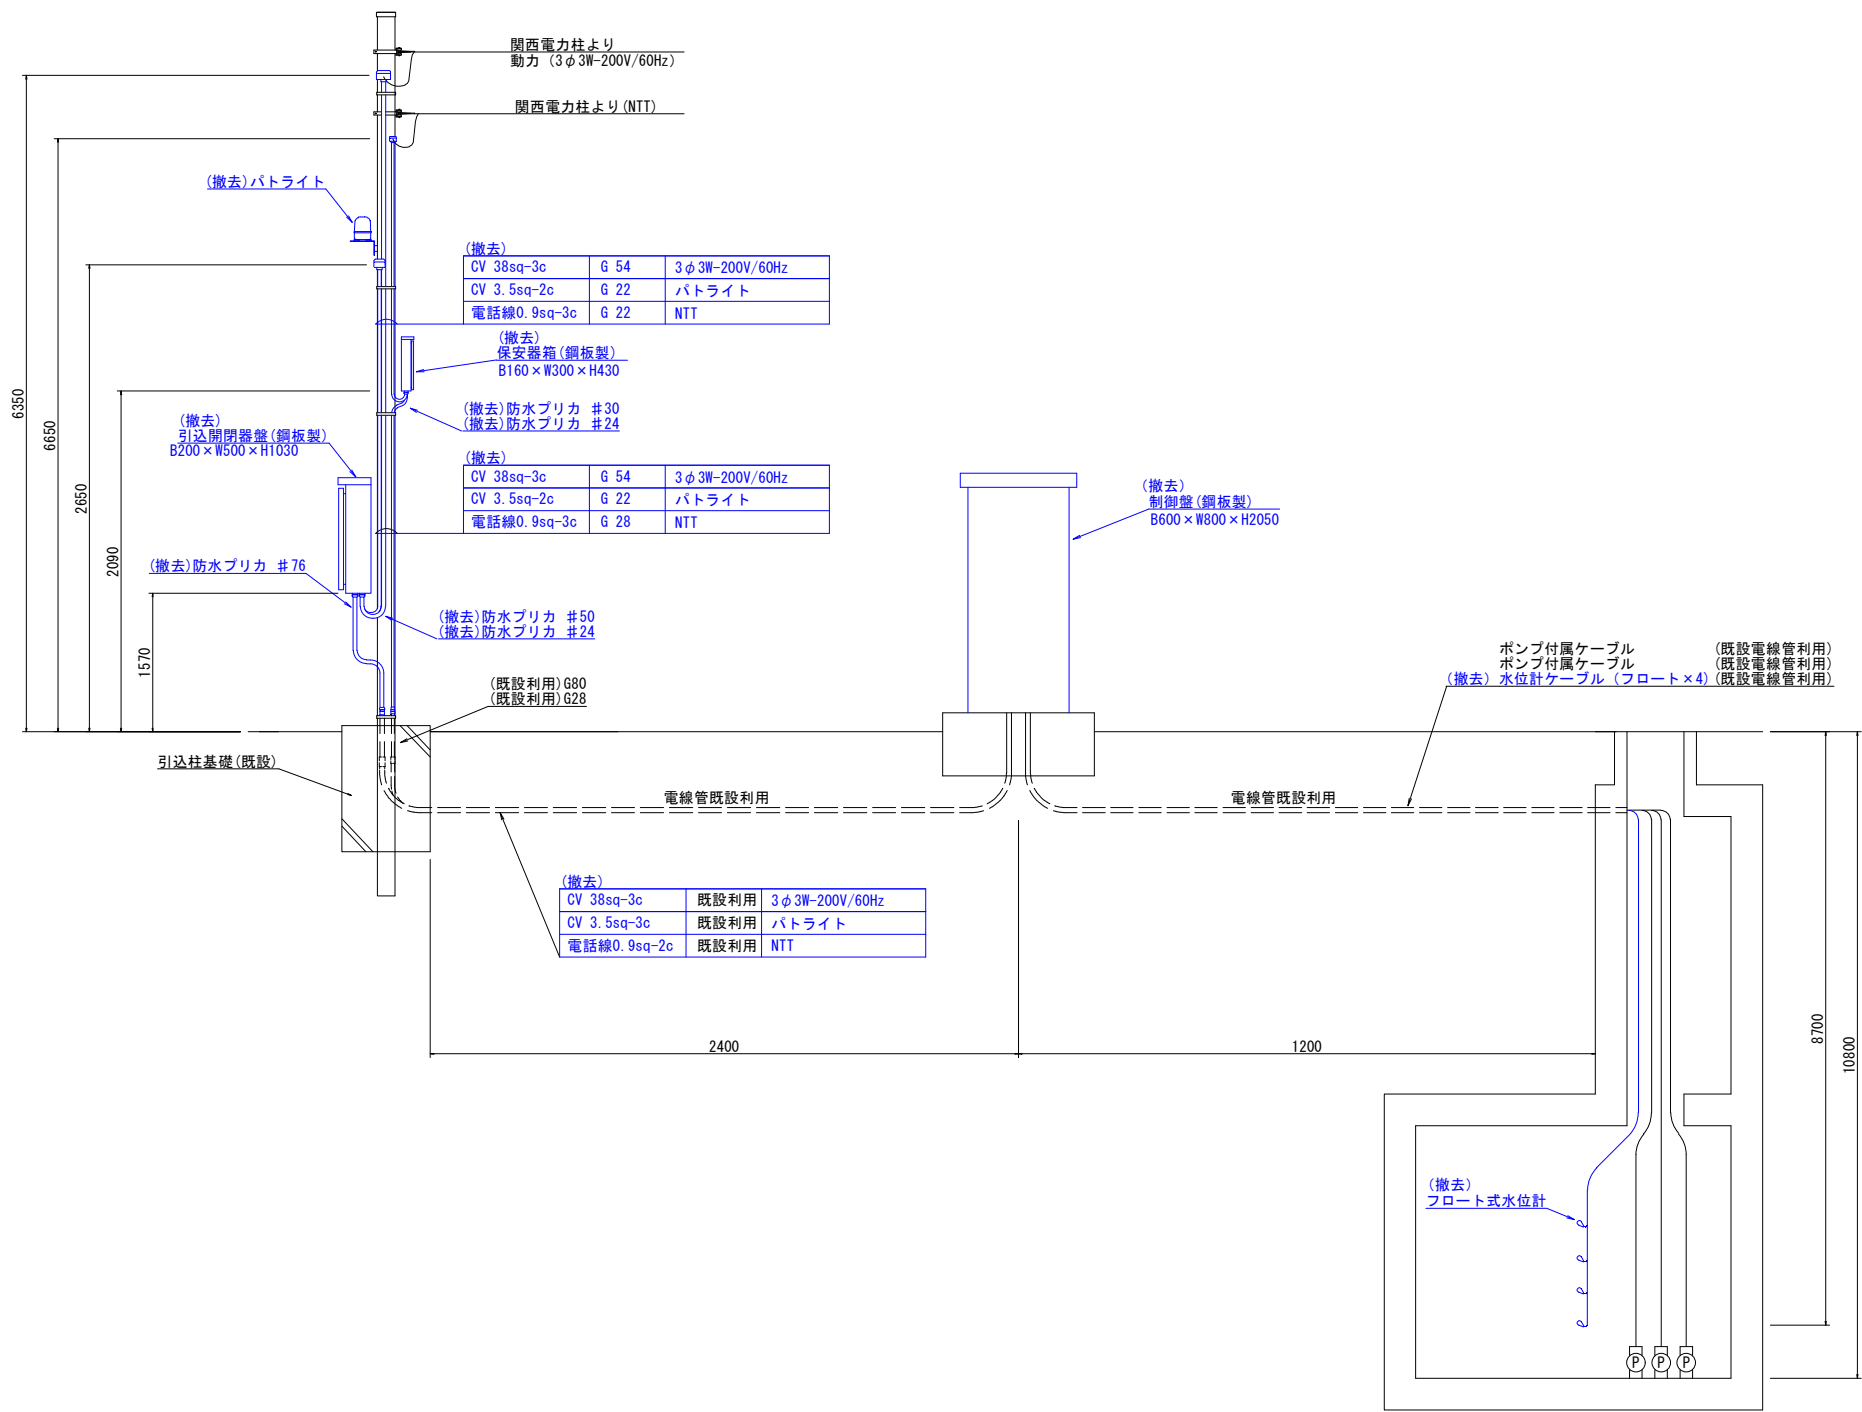 関西電力柱より
動力 (3φ3W-200V/60Hz)
関西電力柱より(NTT)
(撤去)パトライト
(撤去)
CV 38sq-3c G 54 3φ3W-200V/60Hz
CV 3.5sq-2c G 22 パトライト
電話線0.9sq-3c G 22 NTT
(撤去)
保安器箱(鋼板製)
B160×W300×H430
(撤去)防水プリカ ♯30
(撤去)防水プリカ ♯24
(撤去)
引込開閉器盤(鋼板製)
B200×W500×H1030
(撤去)
CV 38sq-3c G 54 3φ3W-200V/60Hz
CV 3.5sq-2c G 22 パトライト
電話線0.9sq-3c G 28 NTT
(撤去)
制御盤(鋼板製)
B600×W800×H2050
(撤去)防水プリカ ♯76
(撤去)防水プリカ ♯50
(撤去)防水プリカ ♯24
6350
6650
2650
2090
1570
(既設利用)G80
(既設利用)G28
ポンプ付属ケーブル (既設電線管利用)
ポンプ付属ケーブル (既設電線管利用)
(撤去) 水位計ケーブル (フロート×4) (既設電線管利用)
引込柱基礎(既設)
電線管既設利用
電線管既設利用
(撤去)
CV 38sq-3c 既設利用 3φ3W-200V/60Hz
CV 3.5sq-3c 既設利用 パトライト
電話線0.9sq-2c 既設利用 NTT
2400
1200
8700
10800
(撤去)
フロート式水位計
P P P